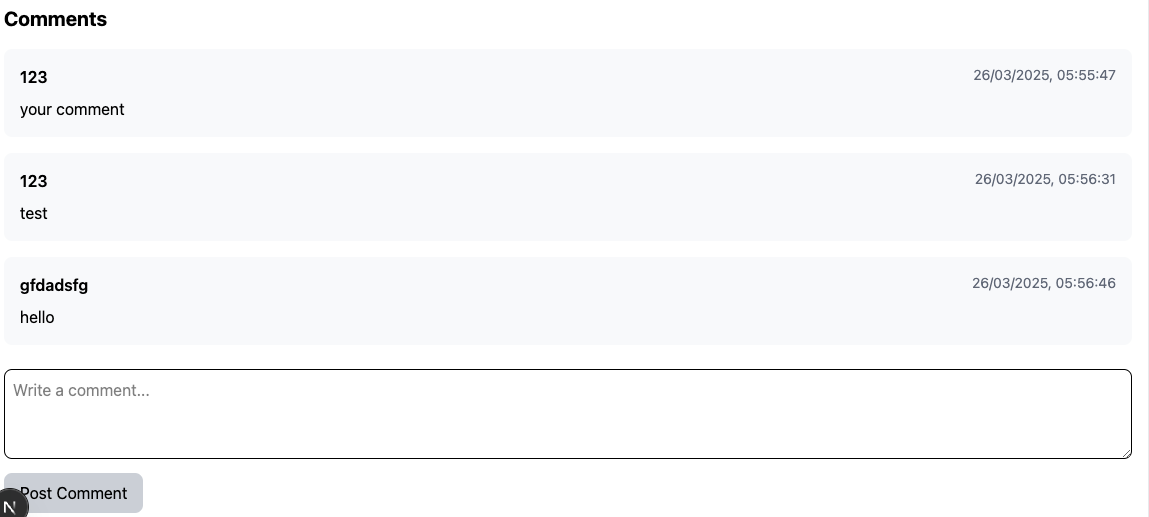 Comments
123
26/03/2025, 05:55:47
your comment
123
26/03/2025, 05:56:31
test
gfdadsfg
26/03/2025, 05:56:46
hello
Write a comment...
Post Comment
N